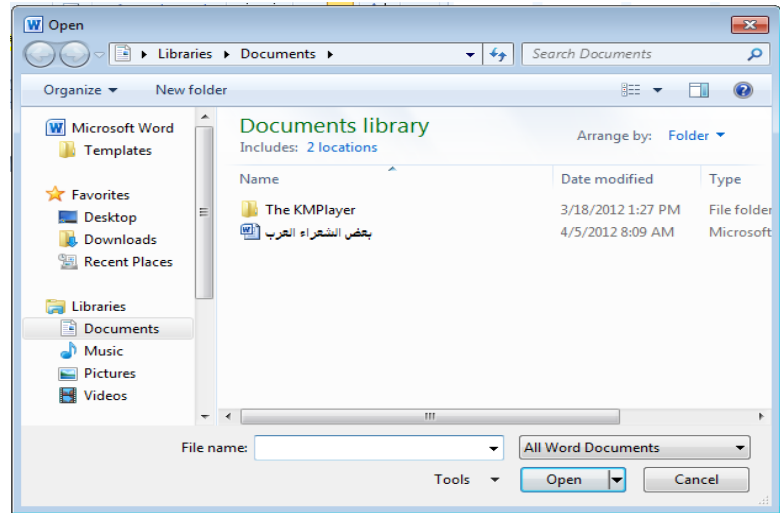 Open
Libraries Documents
Search Documents
Organize New folder
Microsoft Word
Templates
Favorites
Desktop
Downloads
Recent Places
Libraries
Documents
Music
Pictures
Videos
Documents library
Includes: 2 locations
Arrange by: Folder
Name Date modified Type
The KMPlayer 3/18/2012 1:27 PM File folder
بعض الشعراء العرب 4/5/2012 8:09 AM Microsoft
File name: All Word Documents
Tools Open Cancel